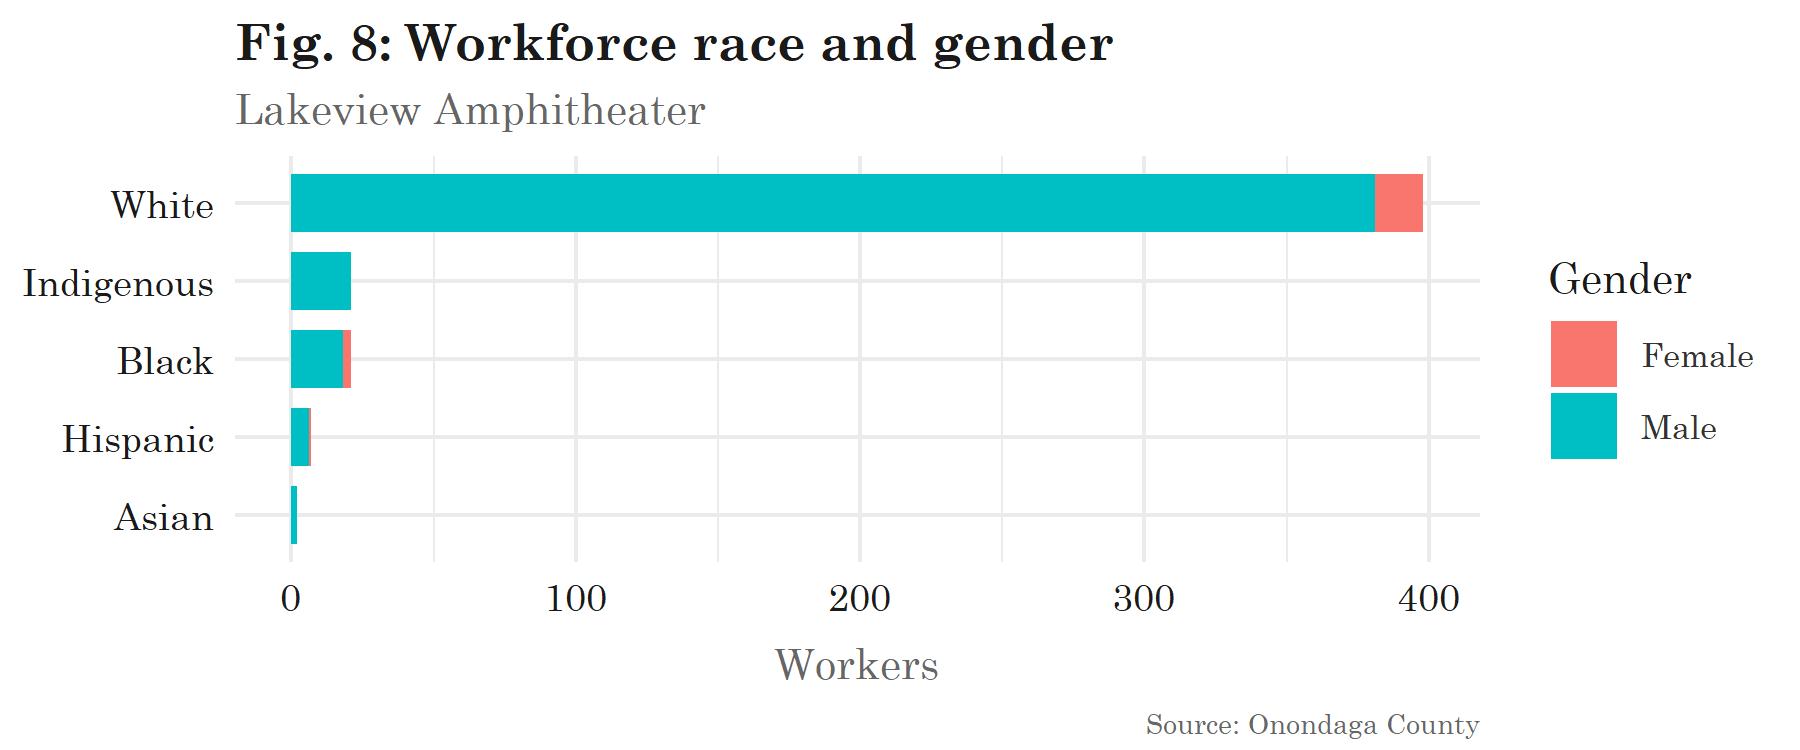 Fig. 8: Workforce race and gender
Lakeview Amphitheater
White
Indigenous
Black
Hispanic
Asian
0 100 200 300 400
Workers
Gender
Female
Male
Source: Onondaga County